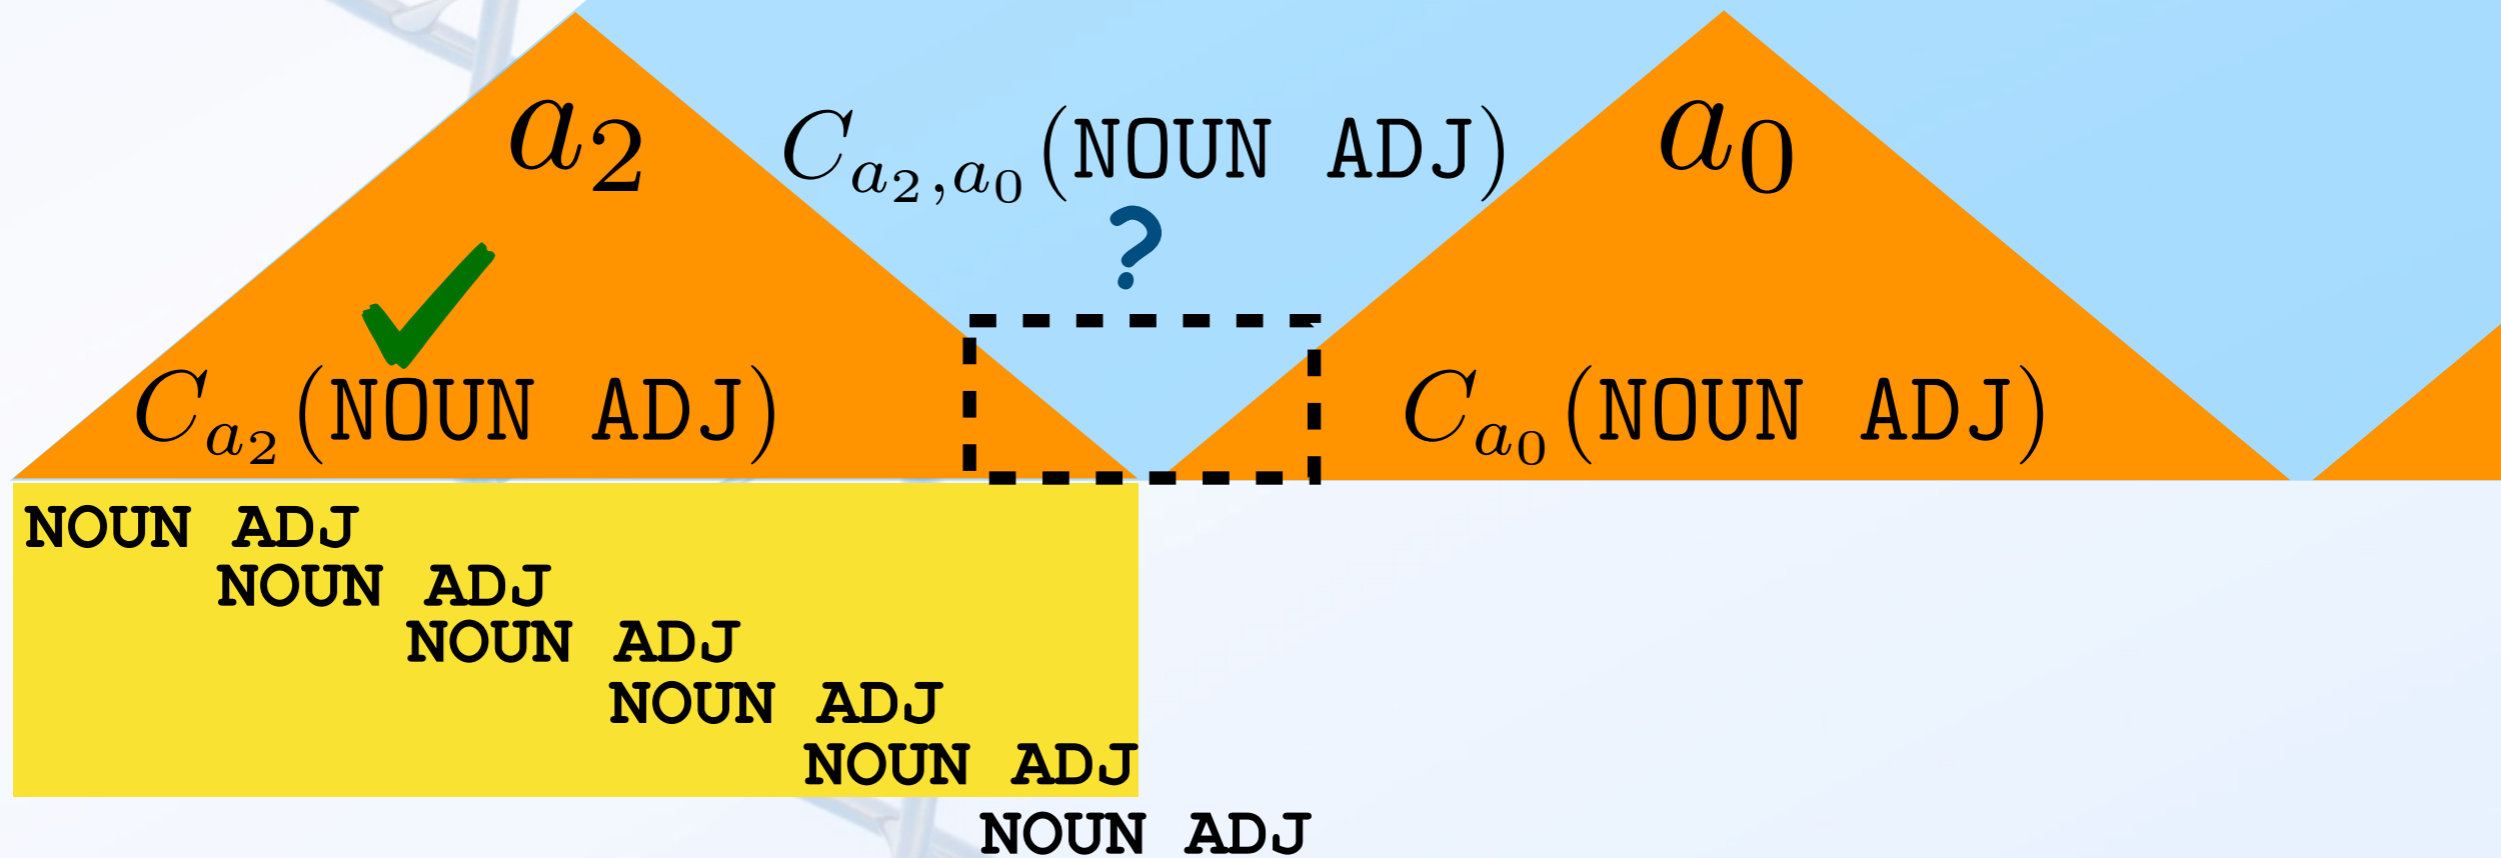 a₂ C_{a₂,a₀}(NOUN ADJ) a₀
?
C_{a₂}(NOUN ADJ) C_{a₀}(NOUN ADJ)
NOUN ADJ
NOUN ADJ
NOUN ADJ
NOUN ADJ
NOUN ADJ
NOUN ADJ